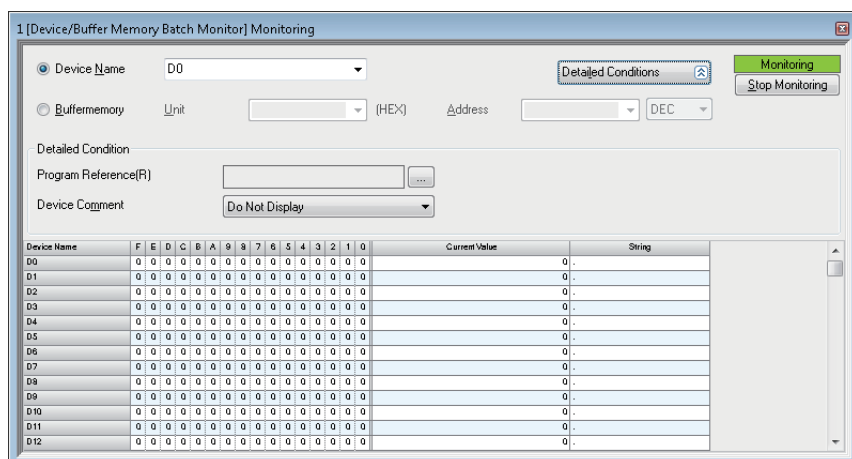 1 [Device/Buffer Memory Batch Monitor] Monitoring
Device Name D0 Detailed Conditions Monitoring
Stop Monitoring
Buffermemory Unit (HEX) Address DEC
Detailed Condition
Program Reference(R) ...
Device Comment Do Not Display
Device Name F E D C B A 9 8 7 6 5 4 3 2 1 0 Current Value String
D0 0 0 0 0 0 0 0 0 0 0 0 0 0 0 0 0 0 .
D1 0 0 0 0 0 0 0 0 0 0 0 0 0 0 0 0 0 .
D2 0 0 0 0 0 0 0 0 0 0 0 0 0 0 0 0 0 .
D3 0 0 0 0 0 0 0 0 0 0 0 0 0 0 0 0 0 .
D4 0 0 0 0 0 0 0 0 0 0 0 0 0 0 0 0 0 .
D5 0 0 0 0 0 0 0 0 0 0 0 0 0 0 0 0 0 .
D6 0 0 0 0 0 0 0 0 0 0 0 0 0 0 0 0 0 .
D7 0 0 0 0 0 0 0 0 0 0 0 0 0 0 0 0 0 .
D8 0 0 0 0 0 0 0 0 0 0 0 0 0 0 0 0 0 .
D9 0 0 0 0 0 0 0 0 0 0 0 0 0 0 0 0 0 .
D10 0 0 0 0 0 0 0 0 0 0 0 0 0 0 0 0 0 .
D11 0 0 0 0 0 0 0 0 0 0 0 0 0 0 0 0 0 .
D12 0 0 0 0 0 0 0 0 0 0 0 0 0 0 0 0 0 .